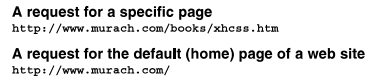 A request for a specific page
http://www.murach.com/books/xhcss.htm
A request for the default (home) page of a web site
http://www.murach.com/